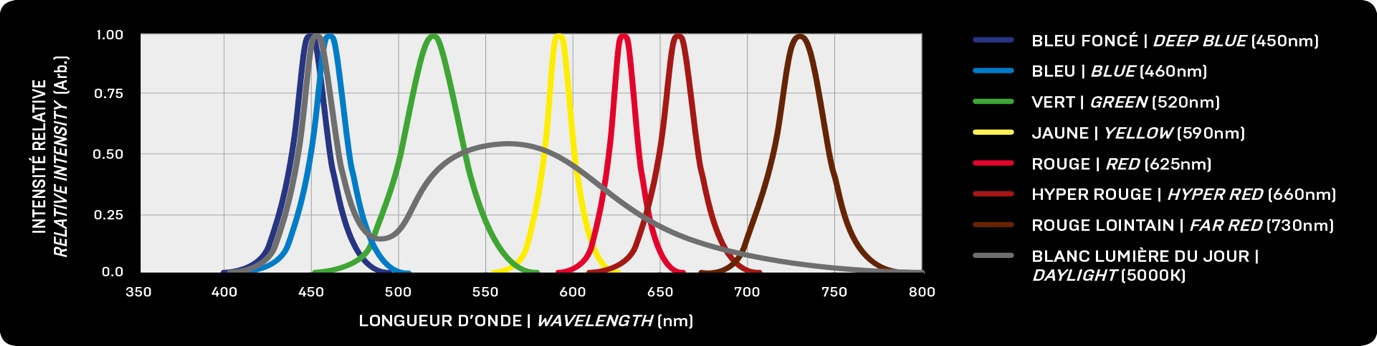 INTENSITÉ RELATIVE
RELATIVE INTENSITY (Arb.)
1.00
0.75
0.50
0.25
0.0
350 400 450 500 550 600 650 700 750 800
LONGUEUR D'ONDE | WAVELENGTH (nm)
BLEU FONCÉ | DEEP BLUE (450nm)
BLEU | BLUE (460nm)
VERT | GREEN (520nm)
JAUNE | YELLOW (590nm)
ROUGE | RED (625nm)
HYPER ROUGE | HYPER RED (660nm)
ROUGE LOINTAIN | FAR RED (730nm)
BLANC LUMIÈRE DU JOUR |
DAYLIGHT (5000K)